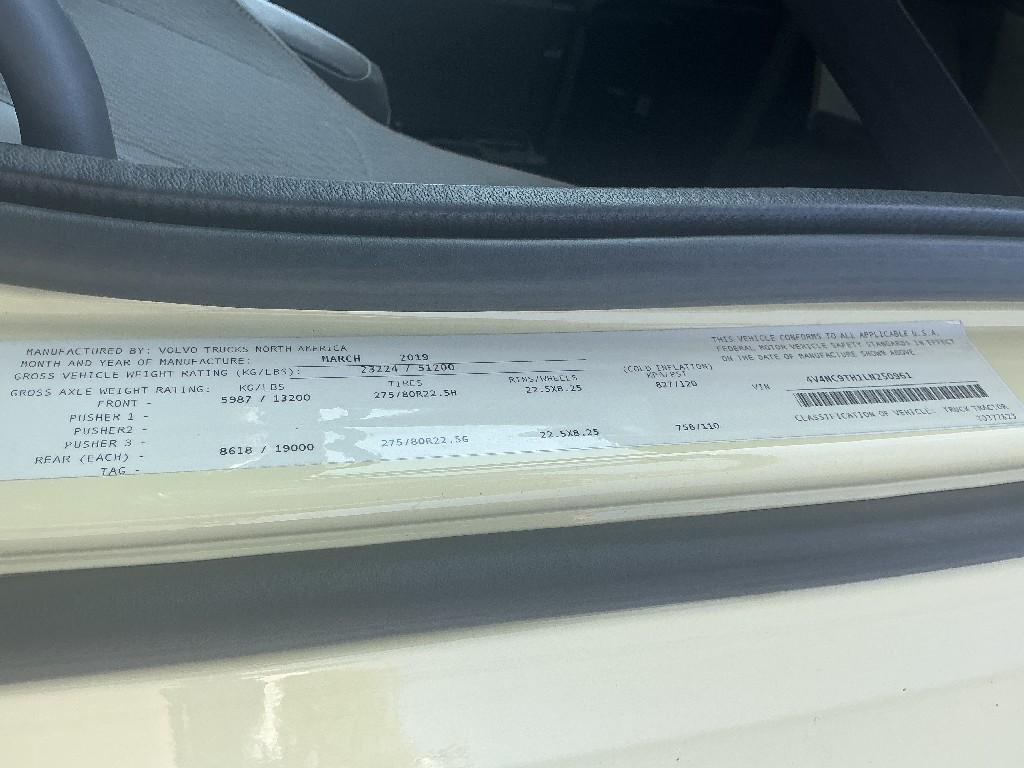 MANUFACTURED BY: VOLVO TRUCKS NORTH AMERICA
MONTH AND YEAR OF MANUFACTURE: MARCH 2019
GROSS VEHICLE WEIGHT RATING (KG/LBS): 23224 / 51200
GROSS AXLE WEIGHT RATING: KG/LBS TIRES RIMS/WHEELS (COLD INFLATION) KPA/PSI
FRONT - 5987 / 13200 275/80R22.5H 22.5X8.25 827/120
PUSHER 1 -
PUSHER2 -
PUSHER 3 -
REAR (EACH) - 8618 / 19000 275/80R22.5G 22.5X8.25 758/110
TAG -
THIS VEHICLE CONFORMS TO ALL APPLICABLE U.S.A.
FEDERAL MOTOR VEHICLE SAFETY STANDARDS IN EFFECT
ON THE DATE OF MANUFACTURE SHOWN ABOVE
VIN 4V4NC9TH1LN250961
CLASSIFICATION OF VEHICLE: TRUCK TRACTOR